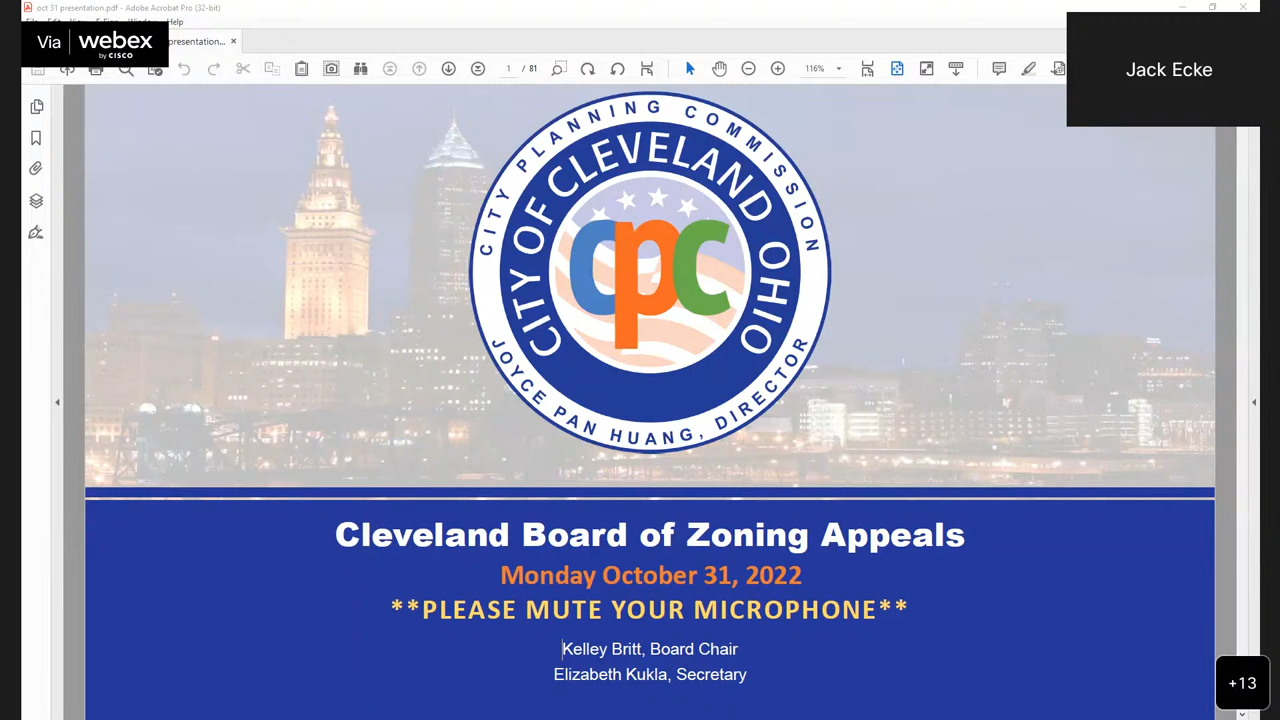 oct 31 presentation.pdf - Adobe Acrobat Pro (32-bit)
Help
Via webex
by CISCO
presentation... ×
/ 81
116%
Jack Ecke
CITY PLANNING COMMISSION
CITY OF CLEVELAND OHIO
cpc
JOYCE PAN HUANG, DIRECTOR
Cleveland Board of Zoning Appeals
Monday October 31, 2022
**PLEASE MUTE YOUR MICROPHONE**
Kelley Britt, Board Chair
Elizabeth Kukla, Secretary
+13